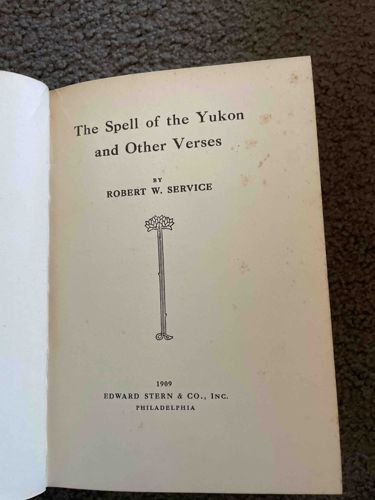 The Spell of the Yukon
and Other Verses
BY
ROBERT W. SERVICE
1909
EDWARD STERN & CO., INC.
PHILADELPHIA